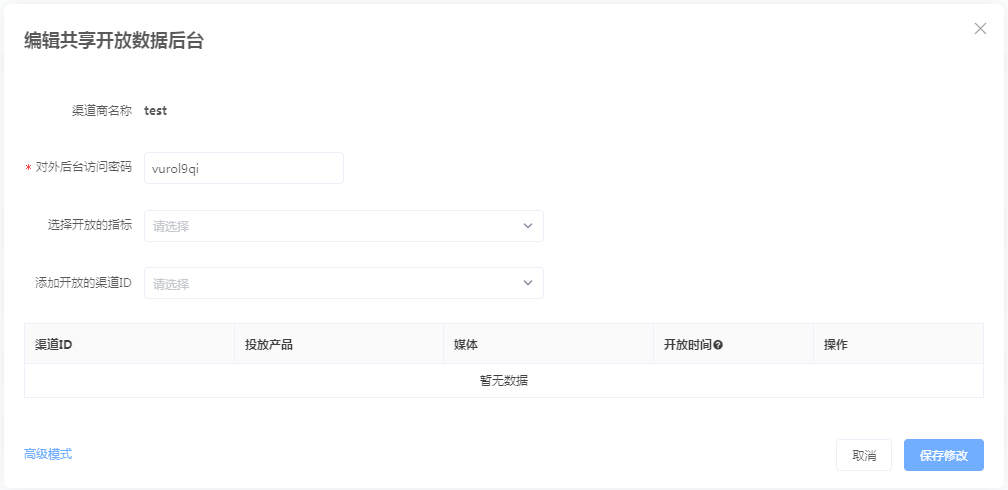 编辑共享开放数据后台
渠道商名称 test
* 对外后台访问密码 vurol9qi
选择开放的指标 请选择
添加开放的渠道ID 请选择
渠道ID 投放产品 媒体 开放时间 操作
暂无数据
高级模式 取消 保存修改